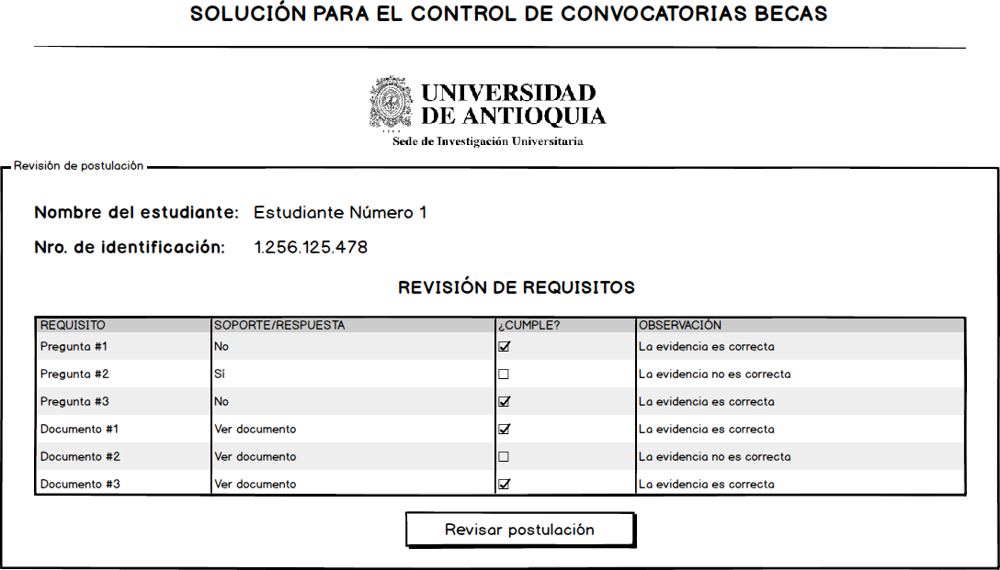 SOLUCIÓN PARA EL CONTROL DE CONVOCATORIAS BECAS
UNIVERSIDAD
DE ANTIOQUIA
Sede de Investigación Universitaria
Revisión de postulación
Nombre del estudiante: Estudiante Número 1
Nro. de identificación: 1.256.125.478
REVISIÓN DE REQUISITOS
REQUISITO SOPORTE/RESPUESTA ¿CUMPLE? OBSERVACIÓN
Pregunta #1 No La evidencia es correcta
Pregunta #2 Sí La evidencia no es correcta
Pregunta #3 No La evidencia es correcta
Documento #1 Ver documento La evidencia es correcta
Documento #2 Ver documento La evidencia no es correcta
Documento #3 Ver documento La evidencia es correcta
Revisar postulación